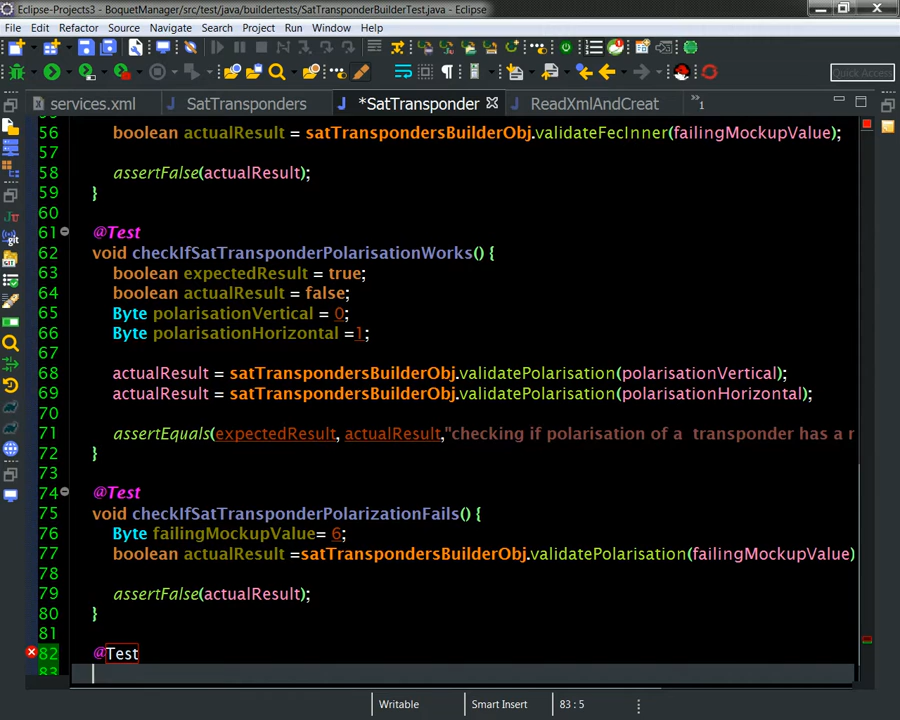 Eclipse-Projects3 - BoquetManager/src/test/java/buildertests/SatTransponderBuilderTest.java - Eclipse
File Edit Refactor Source Navigate Search Project Run Window Help
Quick Access
services.xml SatTransponders *SatTransponder ReadXmlAndCreat »1
56 boolean actualResult = satTranspondersBuilderObj.validateFecInner(failingMockupValue);
57
58 assertFalse(actualResult);
59 }
60
61 @Test
62 void checkIfSatTransponderPolarisationWorks() {
63 boolean expectedResult = true;
64 boolean actualResult = false;
65 Byte polarisationVertical = 0;
66 Byte polarisationHorizontal =1;
67
68 actualResult = satTranspondersBuilderObj.validatePolarisation(polarisationVertical);
69 actualResult = satTranspondersBuilderObj.validatePolarisation(polarisationHorizontal);
70
71 assertEquals(expectedResult, actualResult,"checking if polarisation of a  transponder has a r
72 }
73
74 @Test
75 void checkIfSatTransponderPolarizationFails() {
76 Byte failingMockupValue= 6;
77 boolean actualResult =satTranspondersBuilderObj.validatePolarisation(failingMockupValue)
78
79 assertFalse(actualResult);
80 }
81
82 @Test
83
Writable Smart Insert 83 : 5